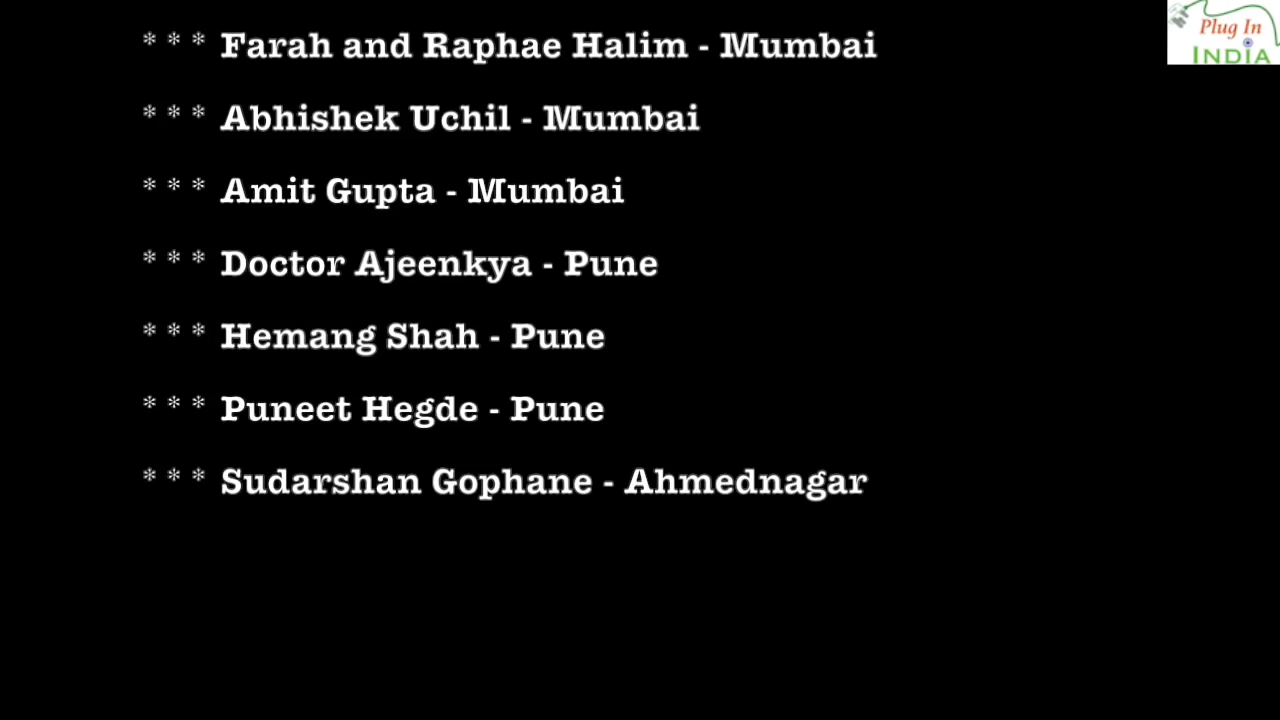 * * * Farah and Raphae Halim - Mumbai
Plug In
INDIA
* * * Abhishek Uchil - Mumbai
* * * Amit Gupta - Mumbai
* * * Doctor Ajeenkya - Pune
* * * Hemang Shah - Pune
* * * Puneet Hegde - Pune
* * * Sudarshan Gophane - Ahmednagar